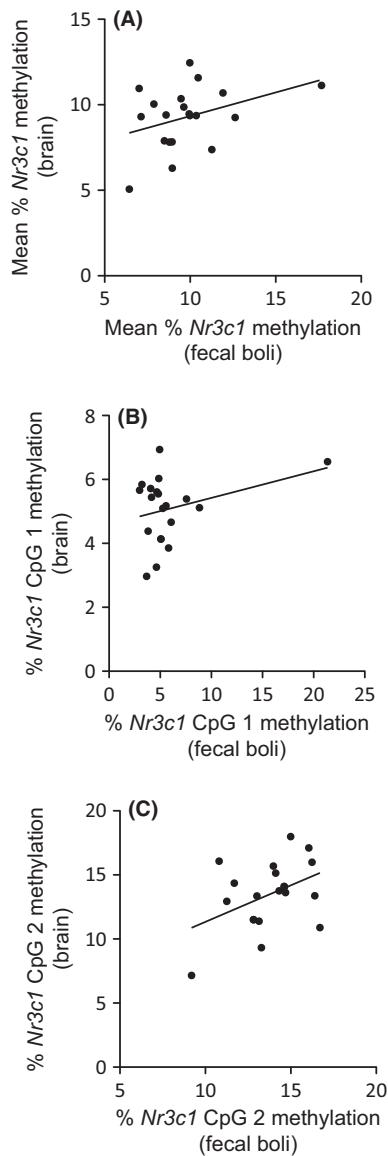 (A)
15
10
5
0
Mean % Nr3c1 methylation
(brain)
5 10 15 20
Mean % Nr3c1 methylation
(fecal boli)
(B)
8
6
4
2
0
% Nr3c1 CpG 1 methylation
(brain)
0 5 10 15 20 25
% Nr3c1 CpG 1 methylation
(fecal boli)
(C)
20
15
10
5
0
% Nr3c1 CpG 2 methylation
(brain)
5 10 15 20
% Nr3c1 CpG 2 methylation
(fecal boli)